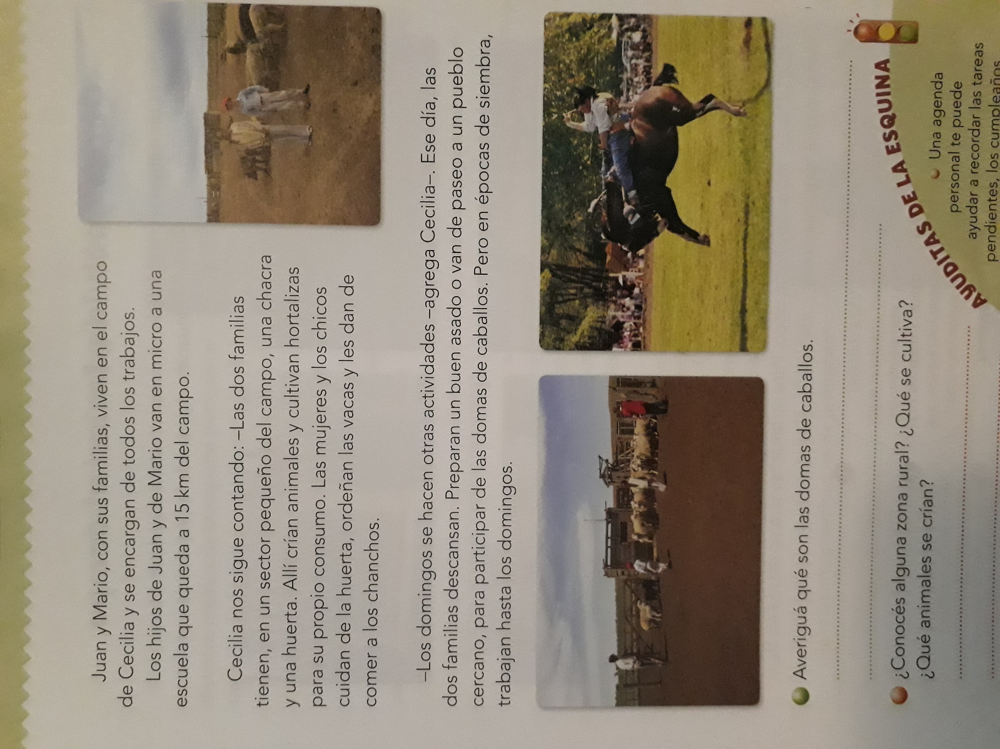 Juan y Mario, con sus familias, viven en el campo
de Cecilia y se encargan de todos los trabajos.
Los hijos de Juan y de Mario van en micro a una
escuela que queda a 15 km del campo.
Cecilia nos sigue contando: –Las dos familias
tienen, en un sector pequeño del campo, una chacra
y una huerta. Allí crían animales y cultivan hortalizas
para su propio consumo. Las mujeres y los chicos
cuidan de la huerta, ordeñan las vacas y les dan de
comer a los chanchos.
–Los domingos se hacen otras actividades –agrega Cecilia–. Ese día, las
dos familias descansan. Preparan un buen asado o van de paseo a un pueblo
cercano, para participar de las domas de caballos. Pero en épocas de siembra,
trabajan hasta los domingos.
Averiguá qué son las domas de caballos.
¿Conocés alguna zona rural? ¿Qué se cultiva?
¿Qué animales se crían?
AYUDITAS DE LA ESQUINA
Una agenda
personal te puede
ayudar a recordar las tareas
pendientes, los cumpleaños